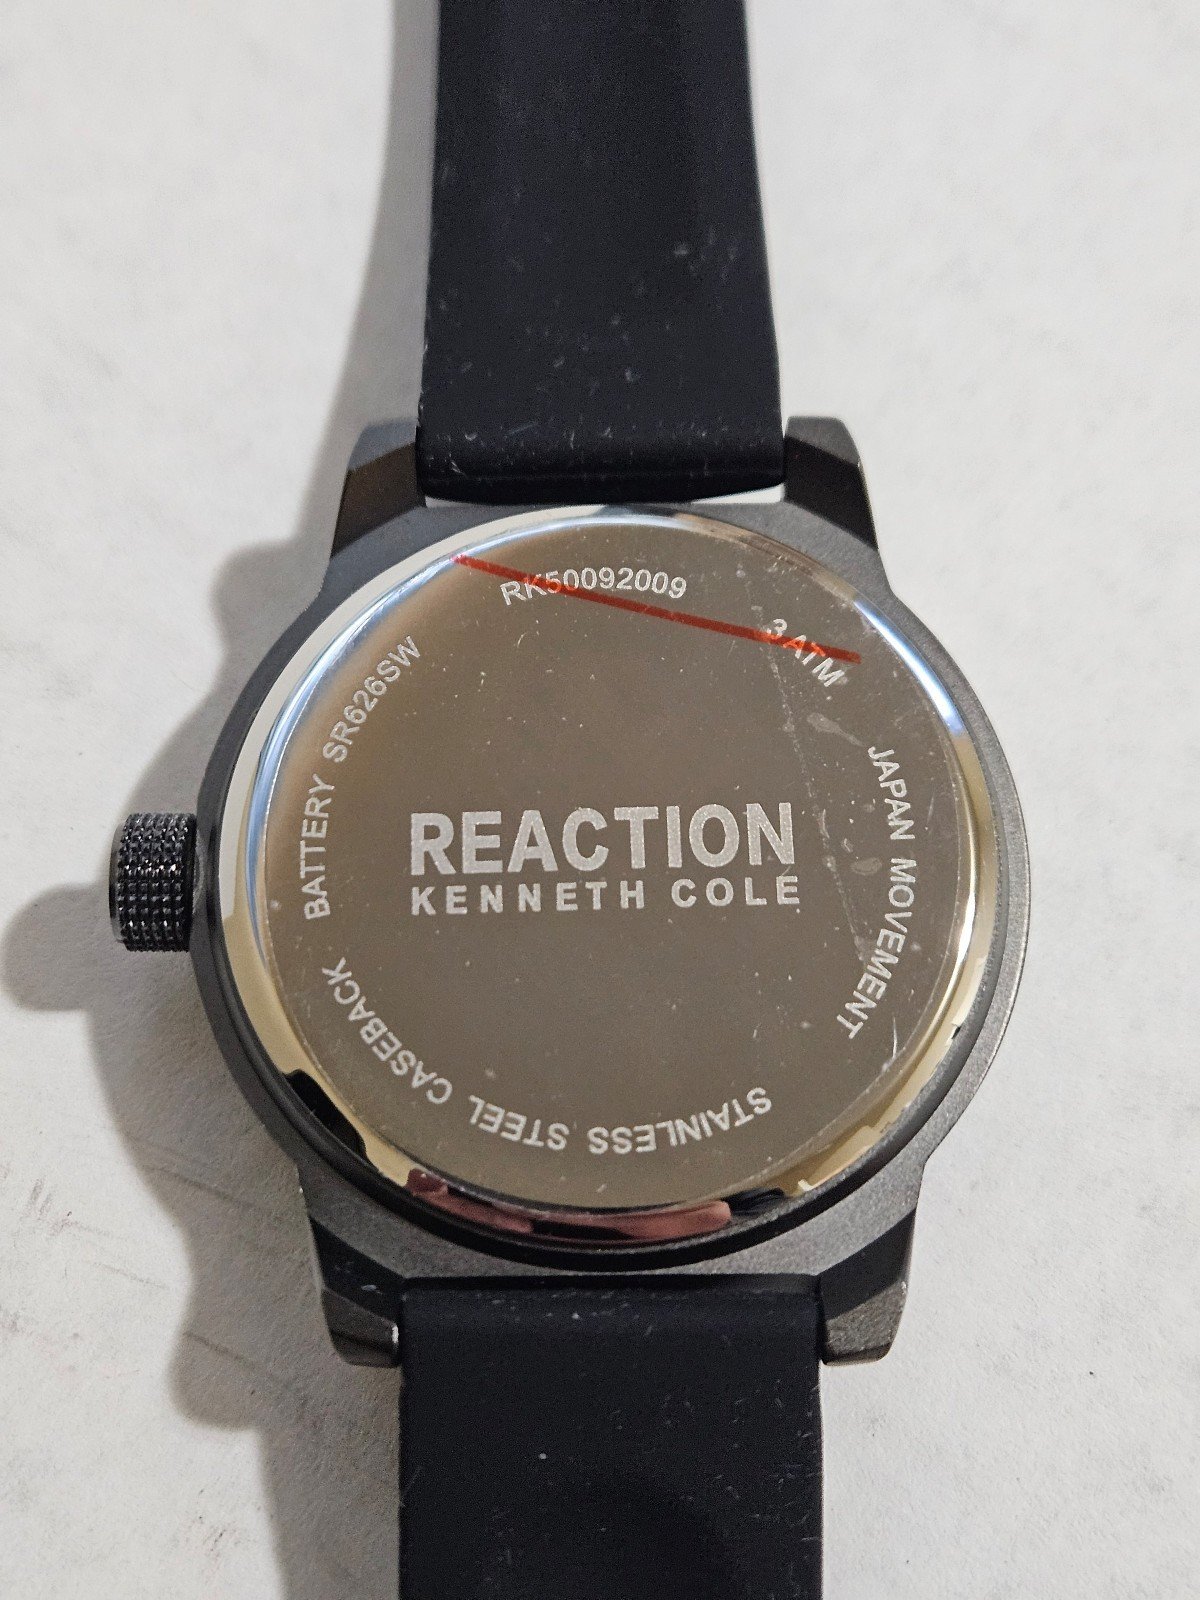 RK50092009
3 ATM
JAPAN MOVEMENT
STAINLESS STEEL CASEBACK
BATTERY SR626SW
REACTION
KENNETH COLE